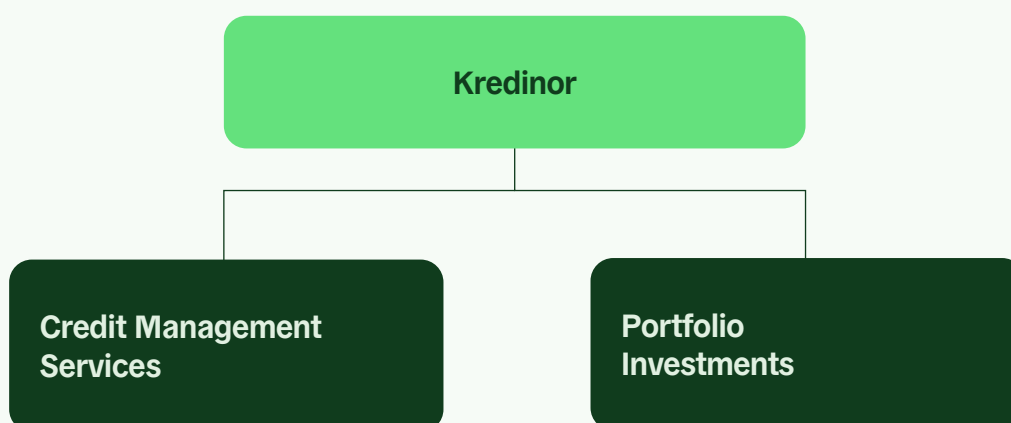 Kredinor
Credit Management
Services
Portfolio
Investments